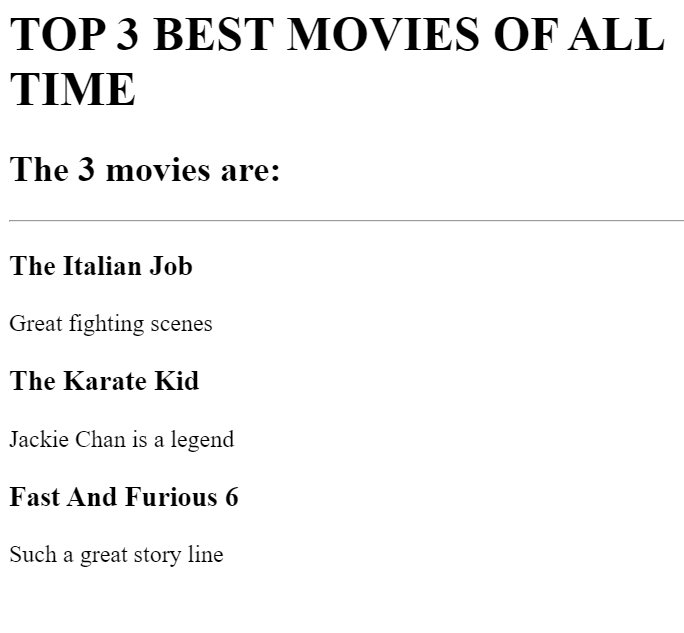 TOP 3 BEST MOVIES OF ALL
TIME
The 3 movies are:
The Italian Job
Great fighting scenes
The Karate Kid
Jackie Chan is a legend
Fast And Furious 6
Such a great story line